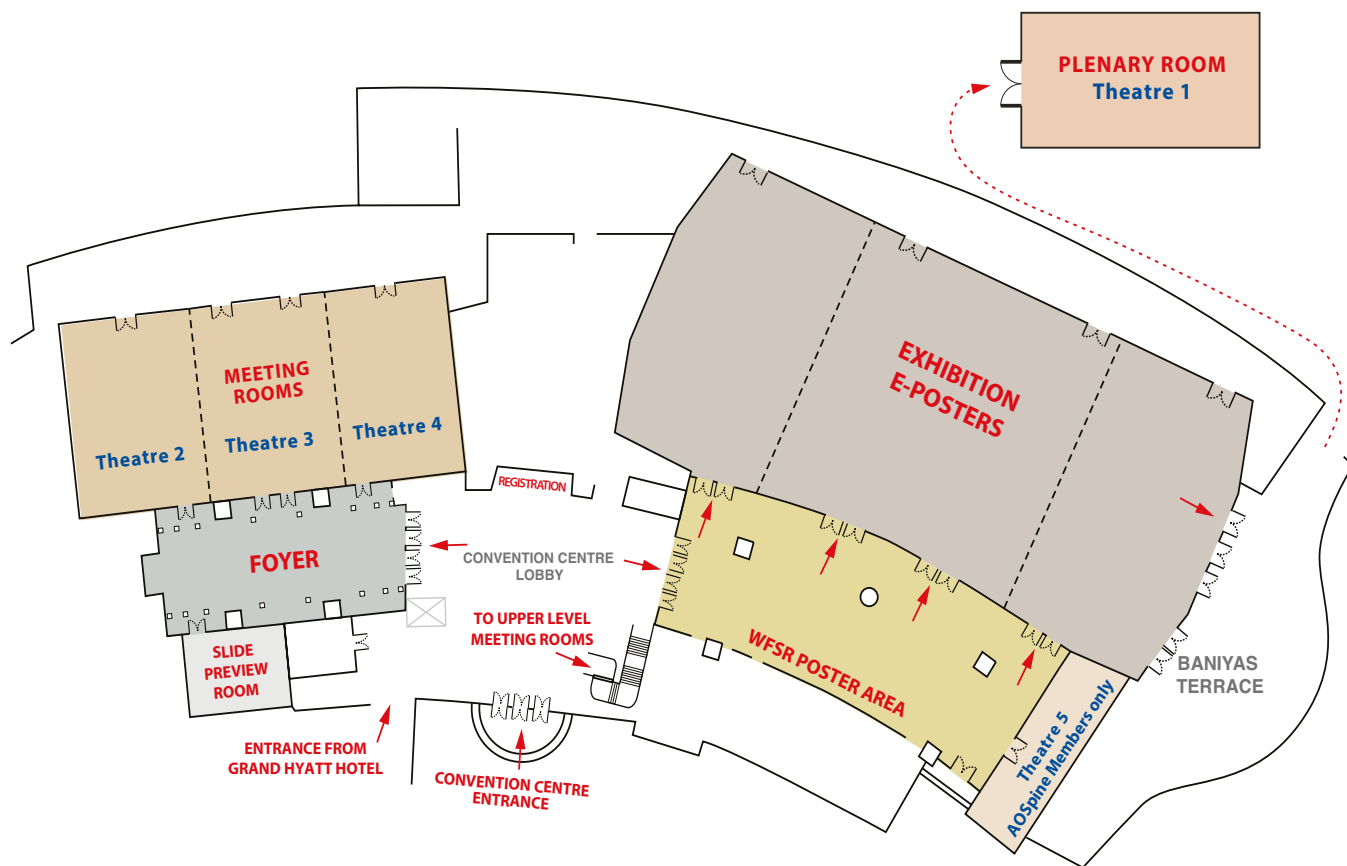 PLENARY ROOM
Theatre 1
EXHIBITION
E-POSTERS
MEETING
ROOMS
Theatre 2
Theatre 3
Theatre 4
REGISTRATION
FOYER
CONVENTION CENTRE
LOBBY
TO UPPER LEVEL
MEETING ROOMS
WFSR POSTER AREA
SLIDE
PREVIEW
ROOM
BANIYAS
TERRACE
Theatre 5
AOSpine Members only
ENTRANCE FROM
GRAND HYATT HOTEL
CONVENTION CENTRE
ENTRANCE